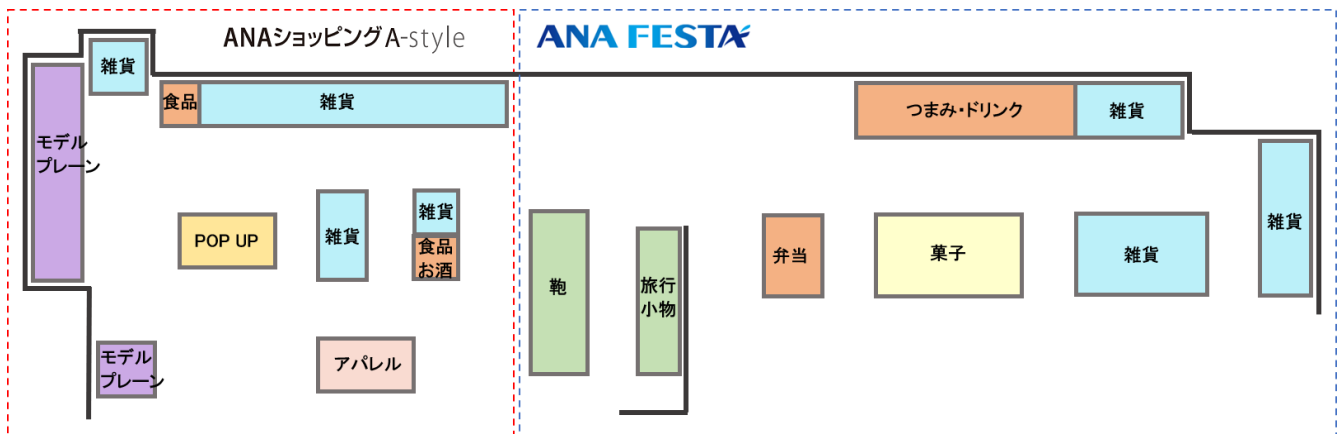 ANAショッピング A-style
ANA FESTA
雑貨
食品
雑貨
つまみ・ドリンク
雑貨
モデル
プレーン
雑貨
雑貨
食品
お酒
POP UP
鞄
旅行
小物
弁当
菓子
雑貨
雑貨
モデル
プレーン
アパレル